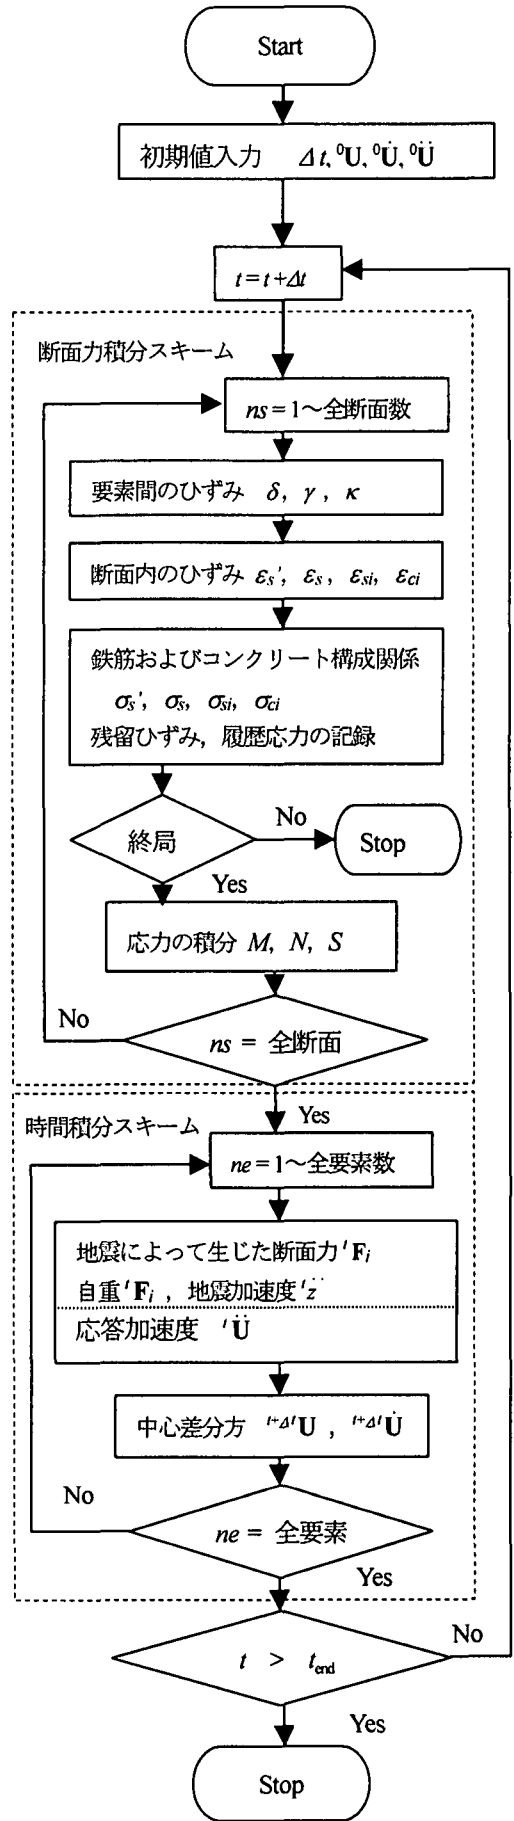 Start
初期値入力 Δt, ⁰U, ⁰U̇, ⁰Ü
t = t+Δt
断面力積分スキーム
ns = 1～全断面数
要素間のひずみ δ, γ, κ
断面内のひずみ εs', εs, εsi, εci
鉄筋およびコンクリート構成関係
σs', σs, σsi, σci
残留ひずみ，履歴応力の記録
終局
No
Stop
Yes
応力の積分 M, N, S
No
ns = 全断面
Yes
時間積分スキーム
ne = 1～全要素数
地震によって生じた断面力 ᵗFi
自重 ᵗFi , 地震加速度 ᵗz̈
応答加速度 ᵗÜ
中心差分方 ᵗ⁺ΔᵗU , ᵗ⁺ΔᵗU̇
No
ne = 全要素
Yes
No
t > tend
Yes
Stop